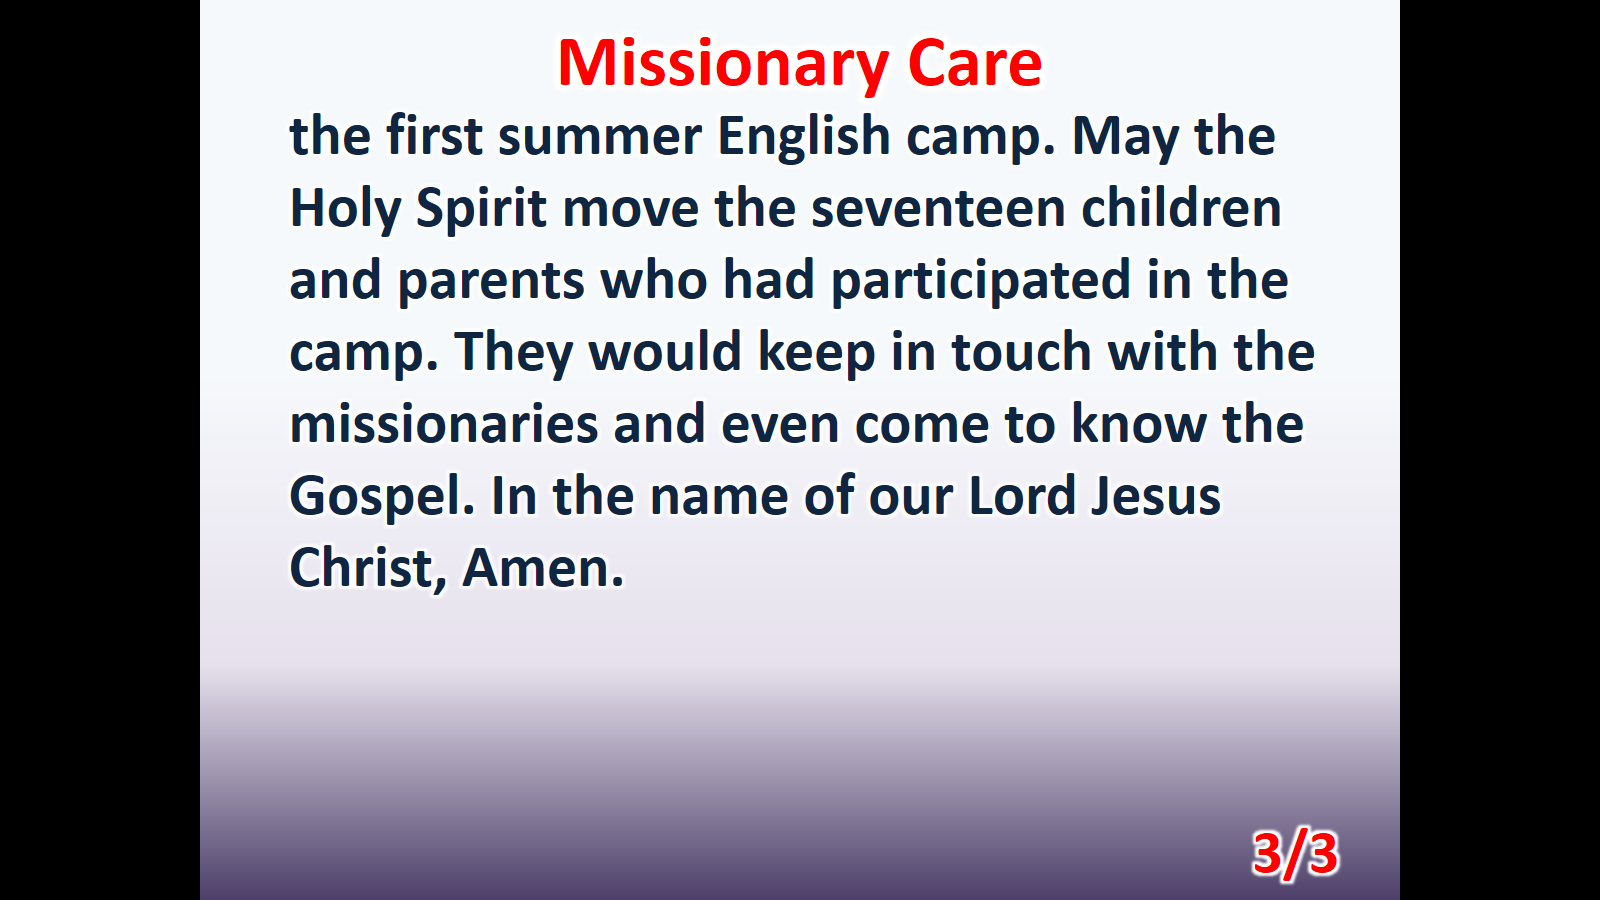 Missionary Care
the first summer English camp. May the
Holy Spirit move the seventeen children
and parents who had participated in the
camp. They would keep in touch with the
missionaries and even come to know the
Gospel. In the name of our Lord Jesus
Christ, Amen.
3/3